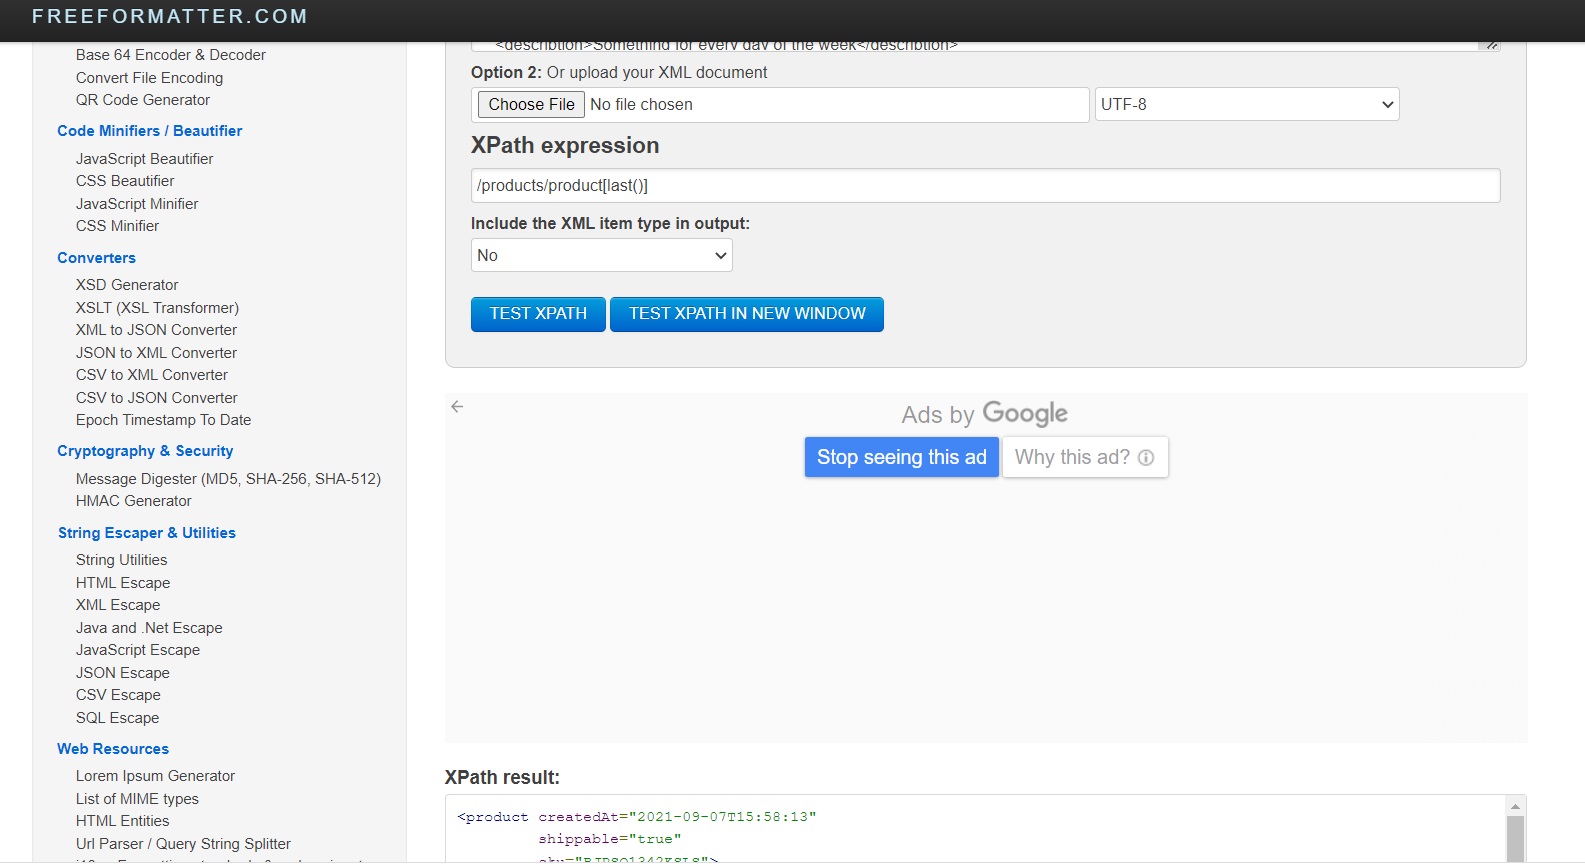 FREEFORMATTER.COM
Base 64 Encoder & Decoder
Convert File Encoding
QR Code Generator
Code Minifiers / Beautifier
JavaScript Beautifier
CSS Beautifier
JavaScript Minifier
CSS Minifier
Converters
XSD Generator
XSLT (XSL Transformer)
XML to JSON Converter
JSON to XML Converter
CSV to XML Converter
CSV to JSON Converter
Epoch Timestamp To Date
Cryptography & Security
Message Digester (MD5, SHA-256, SHA-512)
HMAC Generator
String Escaper & Utilities
String Utilities
HTML Escape
XML Escape
Java and .Net Escape
JavaScript Escape
JSON Escape
CSV Escape
SQL Escape
Web Resources
Lorem Ipsum Generator
List of MIME types
HTML Entities
Url Parser / Query String Splitter
<description>Something for every day of the week</description>
Option 2: Or upload your XML document
Choose File No file chosen UTF-8
XPath expression
/products/product[last()]
Include the XML item type in output:
No
TEST XPATH TEST XPATH IN NEW WINDOW
Ads by Google
Stop seeing this ad Why this ad?
XPath result:
<product createdAt="2021-09-07T15:58:13"
shippable="true"